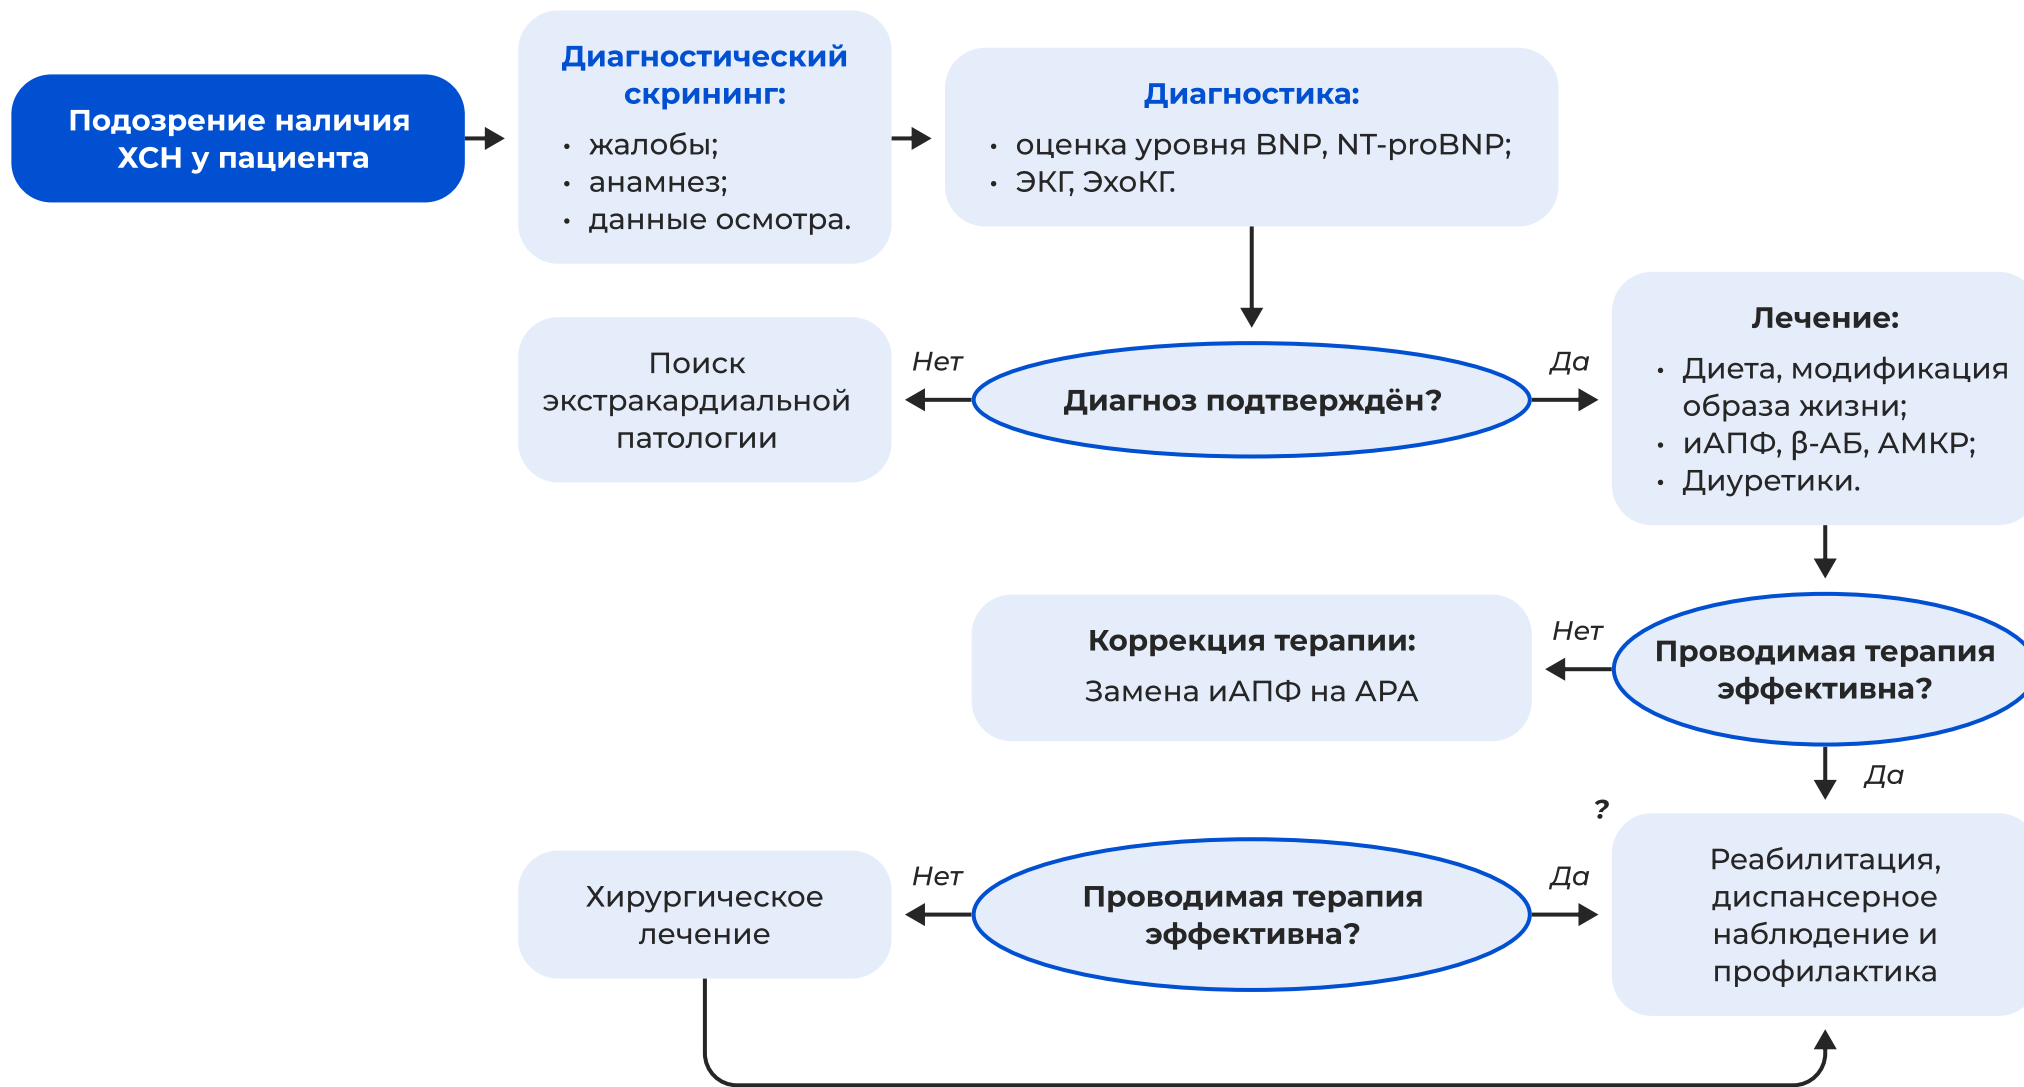 Подозрение наличия
ХСН у пациента
Диагностический
скрининг:
• жалобы;
• анамнез;
• данные осмотра.
Диагностика:
• оценка уровня BNP, NT-proBNP;
• ЭКГ, ЭхоКГ.
Поиск
экстракардиальной
патологии
Нет
Диагноз подтверждён?
Да
Лечение:
• Диета, модификация
образа жизни;
• иАПФ, β-АБ, АМКР;
• Диуретики.
Коррекция терапии:
Замена иАПФ на АРА
Нет
Проводимая терапия
эффективна?
Да
?
Хирургическое
лечение
Нет
Проводимая терапия
эффективна?
Да
Реабилитация,
диспансерное
наблюдение и
профилактика